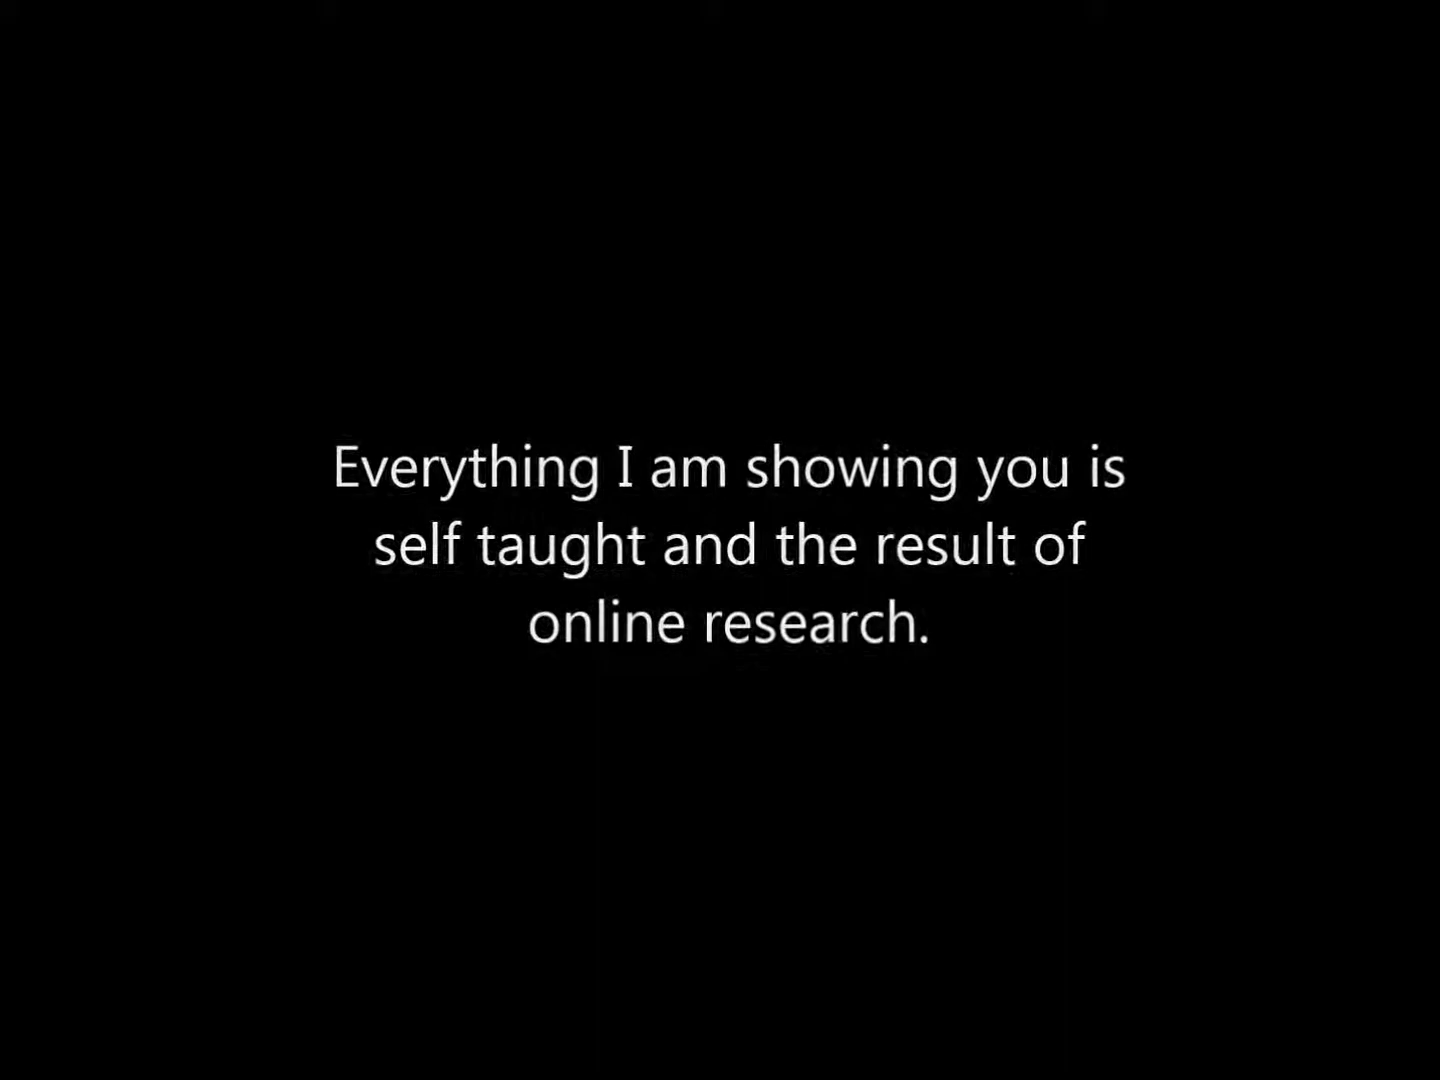 Everything I am showing you is
self taught and the result of
online research.